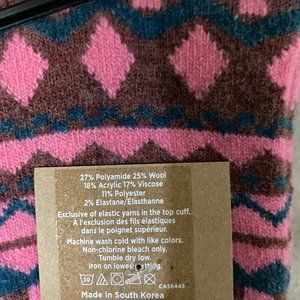 27% Polyamide 25% Wool
18% Acrylic 17% Viscose
11% Polyester
2% Elastane/Élasthanne
Exclusive of elastic yarns in the top cuff.
À l'exclusion des fils élastiques
dans le poignet supérieur.
Machine wash cold with like colors.
Non-chlorine bleach only.
Tumble dry low.
Iron on lowest setting.
30
CA56445
Made in South Korea